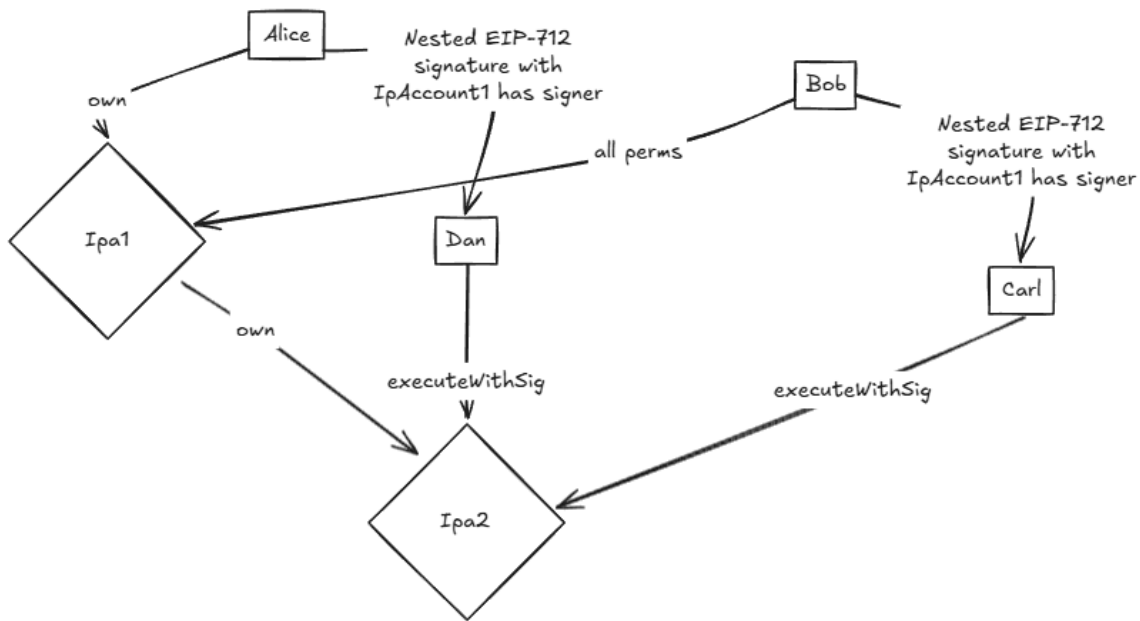 Alice
Nested EIP-712
signature with
IpAccount1 has signer
Bob
own
all perms
Nested EIP-712
signature with
IpAccount1 has signer
Ipa1
Dan
Carl
own
executeWithSig
executeWithSig
Ipa2